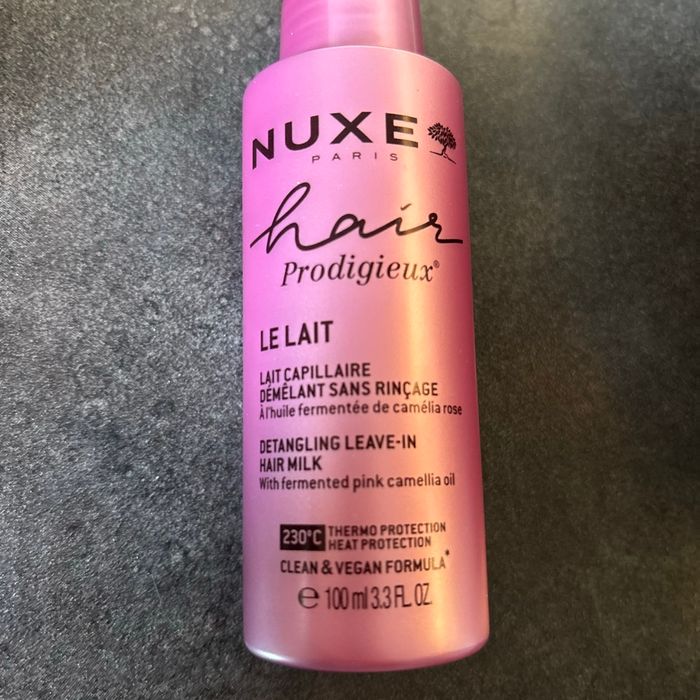 NUXE
PARIS
hair
Prodigieux®
LE LAIT
LAIT CAPILLAIRE
DÉMÊLANT SANS RINÇAGE
À l'huile fermentée de camélia rose
DETANGLING LEAVE-IN
HAIR MILK
With fermented pink camellia oil
230°C THERMO PROTECTION
HEAT PROTECTION
CLEAN & VEGAN FORMULA*
℮ 100 ml 3.3 FL. OZ.